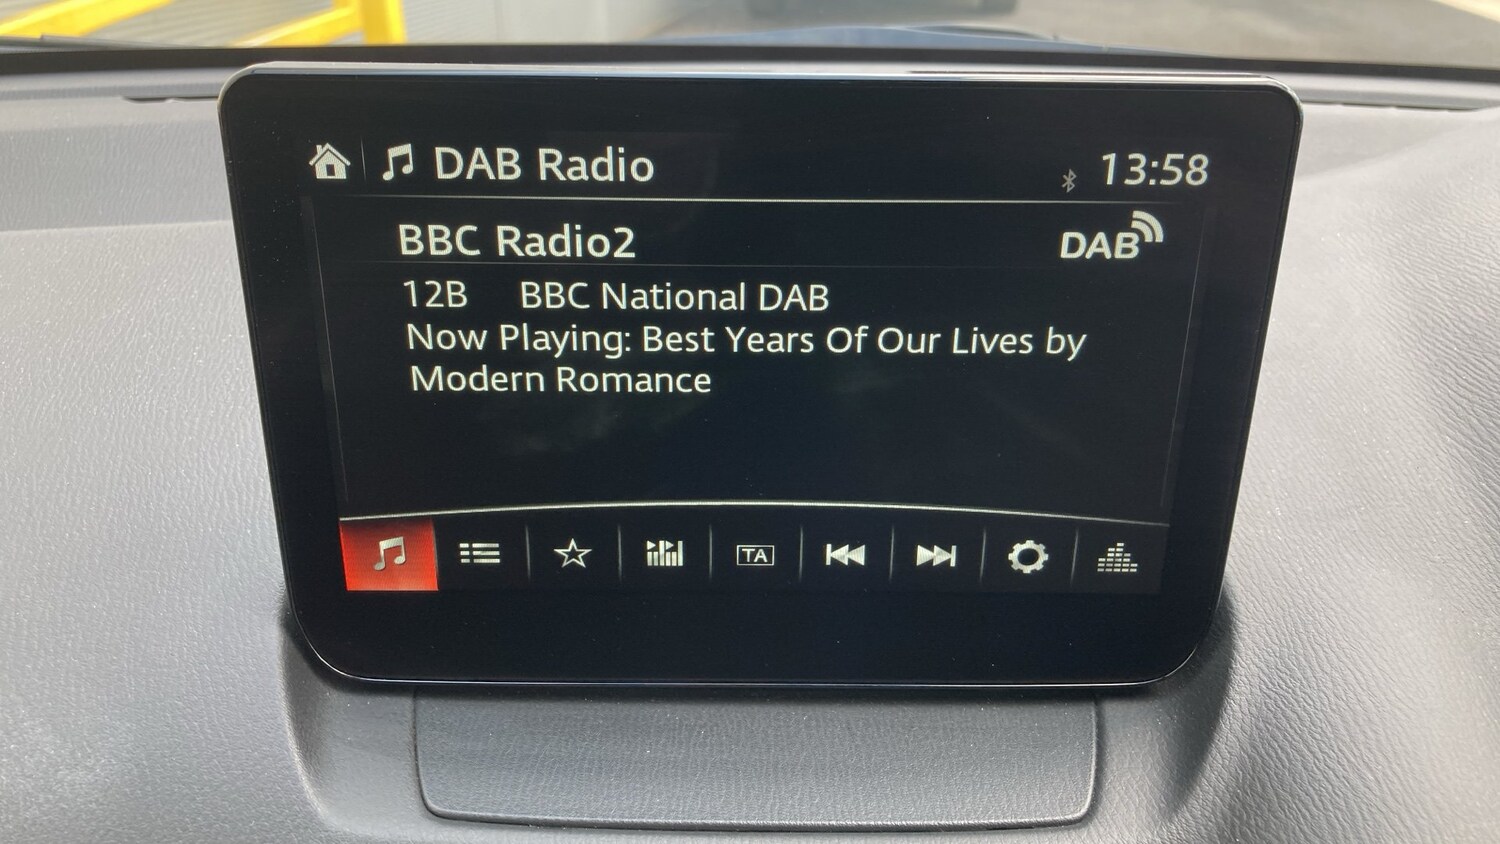 DAB Radio
13:58
BBC Radio2
DAB
12B BBC National DAB
Now Playing: Best Years Of Our Lives by
Modern Romance
TA